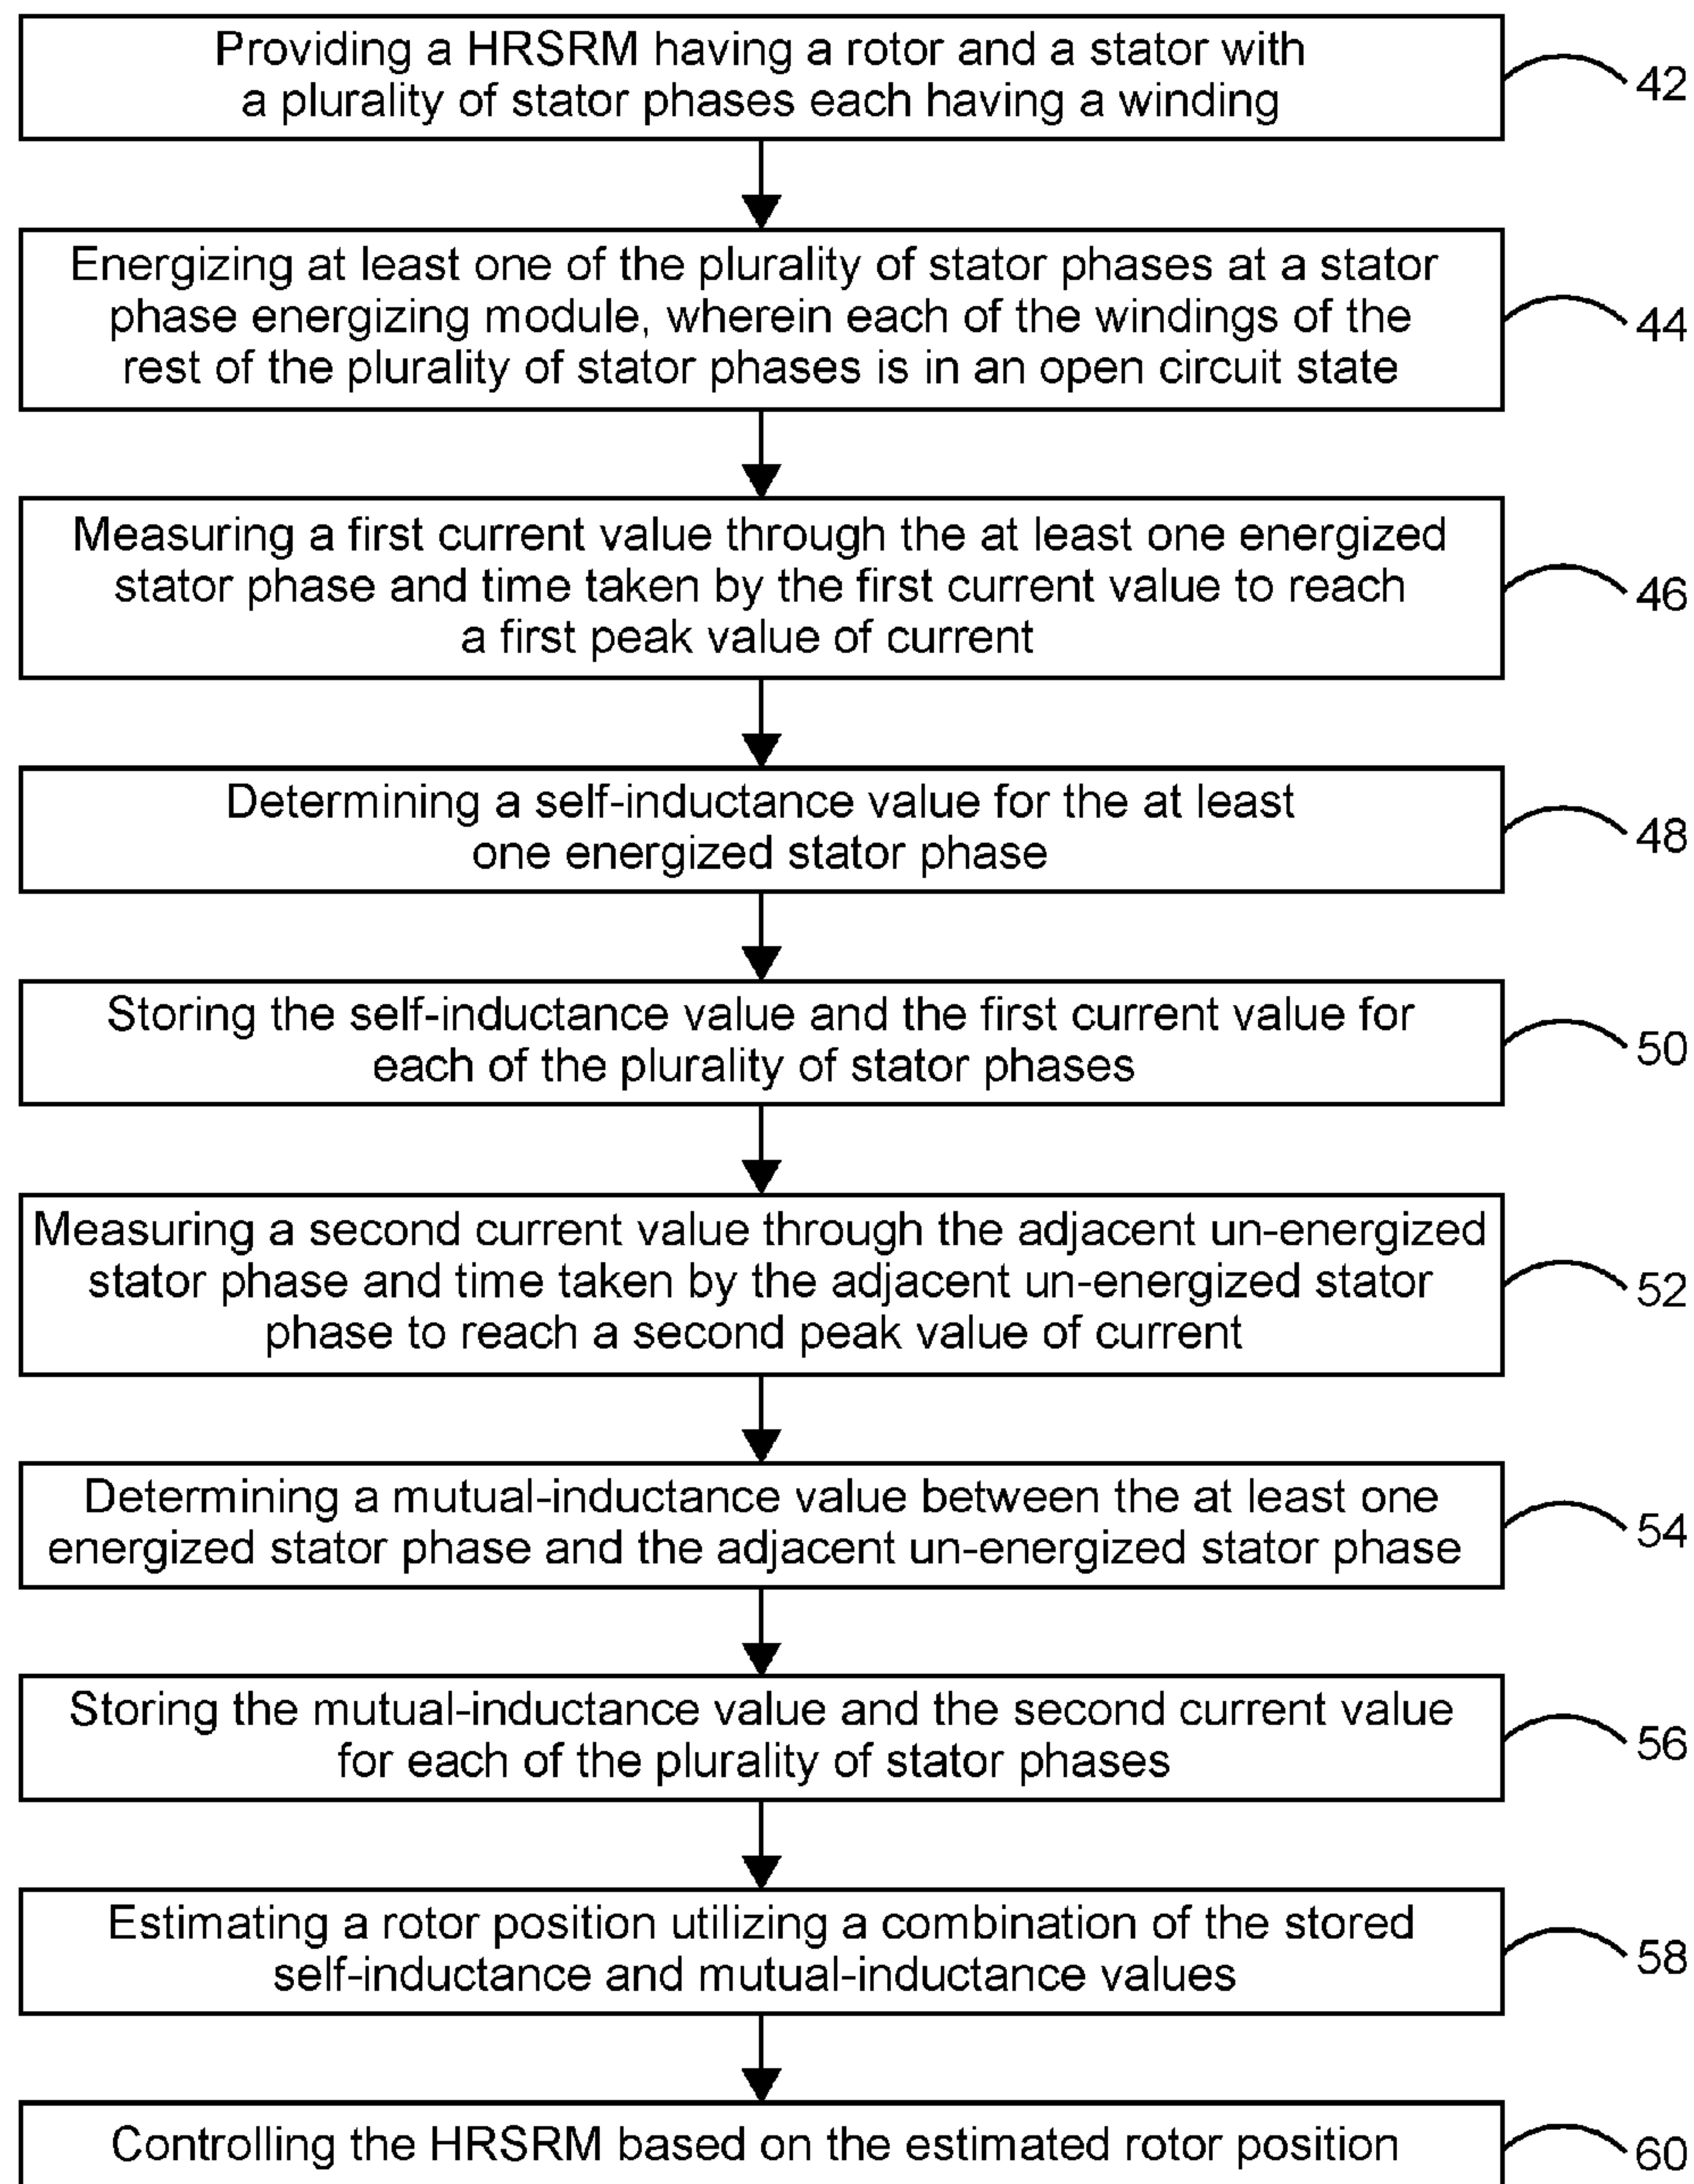 Providing a HRSRM having a rotor and a stator with
a plurality of stator phases each having a winding
42
Energizing at least one of the plurality of stator phases at a stator
phase energizing module, wherein each of the windings of the
rest of the plurality of stator phases is in an open circuit state
44
Measuring a first current value through the at least one energized
stator phase and time taken by the first current value to reach
a first peak value of current
46
Determining a self-inductance value for the at least
one energized stator phase
48
Storing the self-inductance value and the first current value for
each of the plurality of stator phases
50
Measuring a second current value through the adjacent un-energized
stator phase and time taken by the adjacent un-energized stator
phase to reach a second peak value of current
52
Determining a mutual-inductance value between the at least one
energized stator phase and the adjacent un-energized stator phase
54
Storing the mutual-inductance value and the second current value
for each of the plurality of stator phases
56
Estimating a rotor position utilizing a combination of the stored
self-inductance and mutual-inductance values
58
Controlling the HRSRM based on the estimated rotor position
60